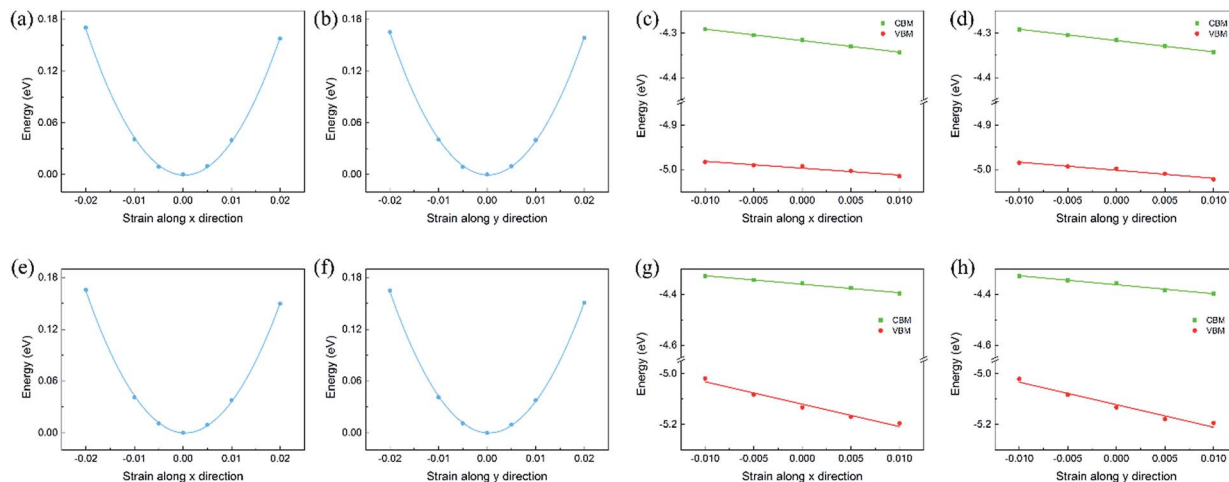 (a)
0.18
0.12
0.06
0.00
Energy (eV)
-0.02 -0.01 0.00 0.01 0.02
Strain along x direction
(b)
0.18
0.12
0.06
0.00
Energy (eV)
-0.02 -0.01 0.00 0.01 0.02
Strain along y direction
(c)
CBM
VBM
-4.3
-4.4
-4.9
-5.0
Energy (eV)
-0.010 -0.005 0.000 0.005 0.010
Strain along x direction
(d)
CBM
VBM
-4.3
-4.4
-4.9
-5.0
Energy (eV)
-0.010 -0.005 0.000 0.005 0.010
Strain along y direction
(e)
0.18
0.12
0.06
0.00
Energy (eV)
-0.02 -0.01 0.00 0.01 0.02
Strain along x direction
(f)
0.18
0.12
0.06
0.00
Energy (eV)
-0.02 -0.01 0.00 0.01 0.02
Strain along y direction
(g)
-4.4
CBM
VBM
-4.6
-5.0
-5.2
Energy (eV)
-0.010 -0.005 0.000 0.005 0.010
Strain along x direction
(h)
-4.4
CBM
VBM
-4.6
-5.0
-5.2
Energy (eV)
-0.010 -0.005 0.000 0.005 0.010
Strain along y direction